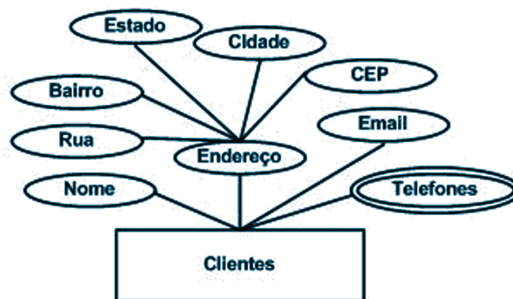 Estado
Cidade
Bairro
CEP
Rua
Email
Endereço
Nome
Telefones
Clientes